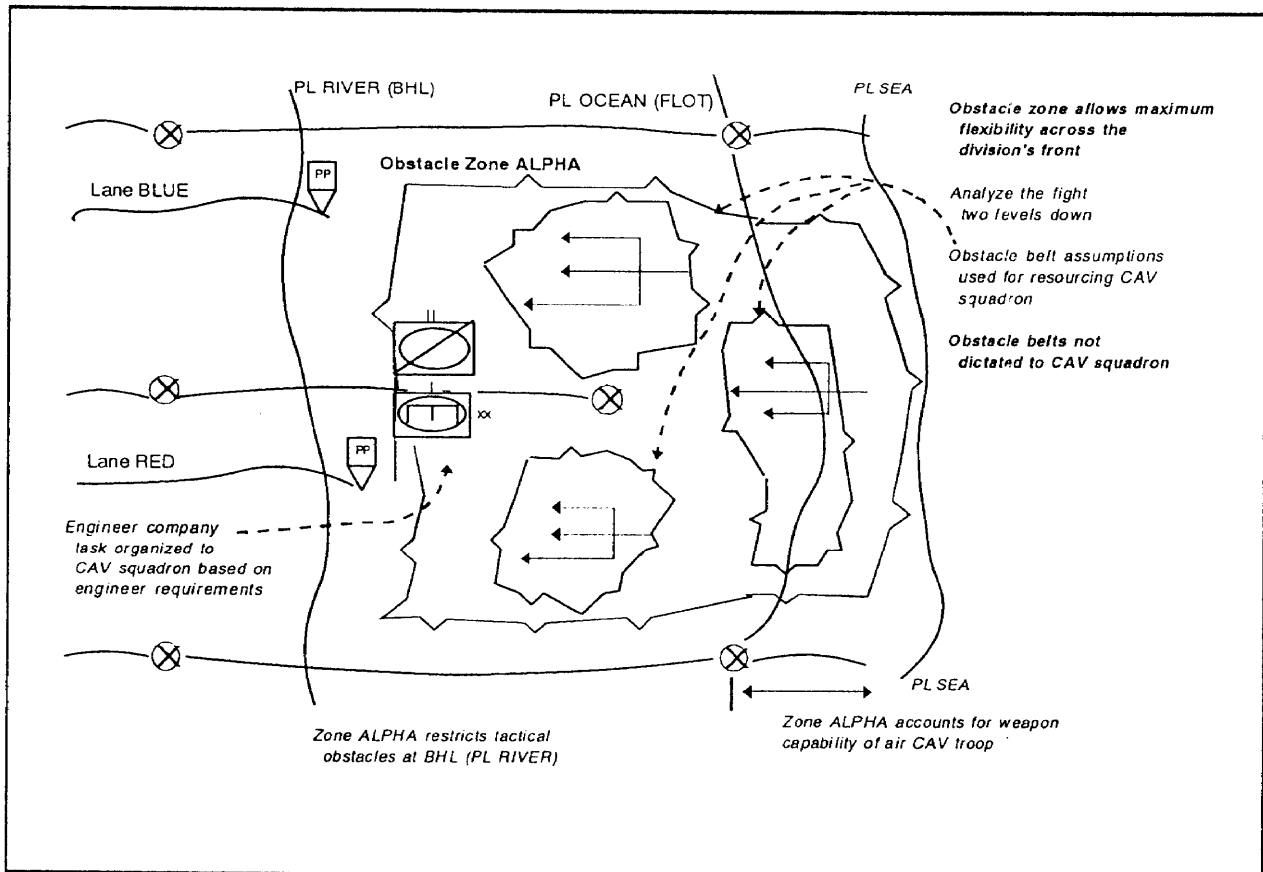 PL RIVER (BHL)
PL OCEAN (FLOT)
PL SEA
Obstacle zone allows maximum
flexibility across the
division's front
Obstacle Zone ALPHA
PP
Lane BLUE
Analyze the fight
two levels down
Obstacle belt assumptions
used for resourcing CAV
squadron
Obstacle belts not
dictated to CAV squadron
xx
PP
Lane RED
Engineer company
task organized to
CAV squadron based on
engineer requirements
PL SEA
Zone ALPHA restricts tactical
obstacles at BHL (PL RIVER)
Zone ALPHA accounts for weapon
capability of air CAV troop